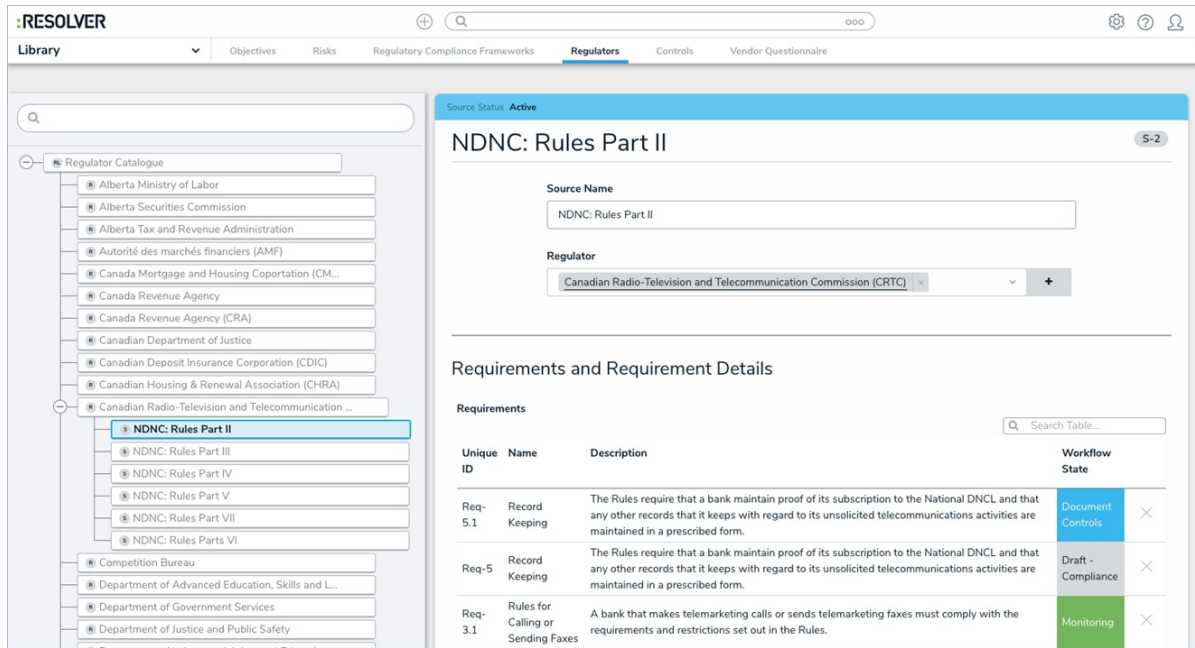 :RESOLVER
Library
Objectives
Risks
Regulatory Compliance Frameworks
Regulators
Controls
Vendor Questionnaire
Regulator Catalogue
Alberta Ministry of Labor
Alberta Securities Commission
Alberta Tax and Revenue Administration
Autorité des marchés financiers (AMF)
Canada Mortgage and Housing Coportation (CM...
Canada Revenue Agency
Canada Revenue Agency (CRA)
Canadian Department of Justice
Canadian Deposit Insurance Corporation (CDIC)
Canadian Housing & Renewal Association (CHRA)
Canadian Radio-Television and Telecommunication ...
NDNC: Rules Part II
NDNC: Rules Part III
NDNC: Rules Part IV
NDNC: Rules Part V
NDNC: Rules Part VII
NDNC: Rules Parts VI
Competition Bureau
Department of Advanced Education, Skills and L...
Department of Government Services
Department of Justice and Public Safety
Source Status Active
NDNC: Rules Part II
S-2
Source Name
NDNC: Rules Part II
Regulator
Canadian Radio-Television and Telecommunication Commission (CRTC)
Requirements and Requirement Details
Requirements
Search Table...
Unique ID
Name
Description
Workflow State
Req-5.1
Record Keeping
The Rules require that a bank maintain proof of its subscription to the National DNCL and that
any other records that it keeps with regard to its unsolicited telecommunications activities are
maintained in a prescribed form.
Document Controls
Req-5
Record Keeping
The Rules require that a bank maintain proof of its subscription to the National DNCL and that
any other records that it keeps with regard to its unsolicited telecommunications activities are
maintained in a prescribed form.
Draft - Compliance
Req-3.1
Rules for Calling or Sending Faxes
A bank that makes telemarketing calls or sends telemarketing faxes must comply with the
requirements and restrictions set out in the Rules.
Monitoring